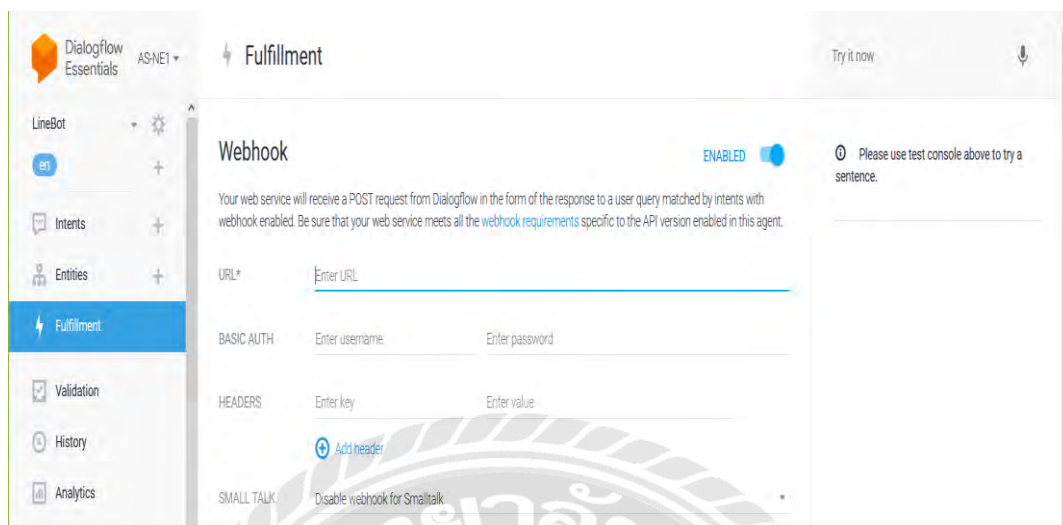 Dialogflow
Essentials
AS-NE1
Fulfillment
Try it now
LineBot
en
Intents
Entities
Fulfillment
Validation
History
Analytics
Webhook
ENABLED
Your web service will receive a POST request from Dialogflow in the form of the response to a user query matched by intents with
webhook enabled. Be sure that your web service meets all the webhook requirements specific to the API version enabled in this agent.
URL*
Enter URL
BASIC AUTH
Enter username
Enter password
HEADERS
Enter key
Enter value
Add header
SMALL TALK
Disable webhook for Smalltalk
Please use test console above to try a
sentence.